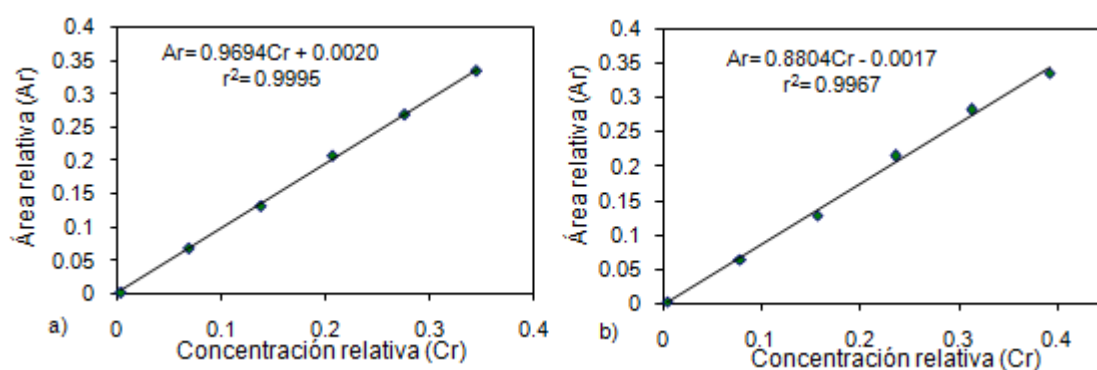 0.4
0.35
0.3
0.25
0.2
0.15
0.1
0.05
0
Área relativa (Ar)
Ar= 0.9694Cr + 0.0020
r²= 0.9995
0 0.1 0.2 0.3 0.4
a)
Concentración relativa (Cr)
0.4
0.35
0.3
0.25
0.2
0.15
0.1
0.05
0
Área relativa (Ar)
Ar= 0.8804Cr - 0.0017
r²= 0.9967
0 0.1 0.2 0.3 0.4
b)
Concentración relativa (Cr)